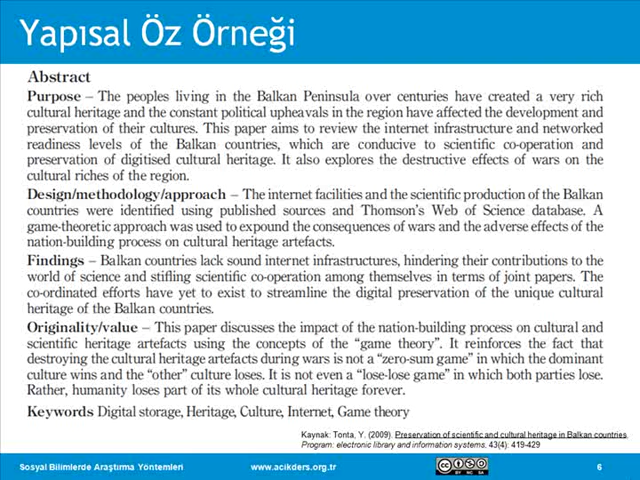 Yapısal Öz Örneği
Abstract
Purpose – The peoples living in the Balkan Peninsula over centuries have created a very rich
cultural heritage and the constant political upheavals in the region have affected the development and
preservation of their cultures. This paper aims to review the internet infrastructure and networked
readiness levels of the Balkan countries, which are conducive to scientific co-operation and
preservation of digitised cultural heritage. It also explores the destructive effects of wars on the
cultural riches of the region.
Design/methodology/approach – The internet facilities and the scientific production of the Balkan
countries were identified using published sources and Thomson's Web of Science database. A
game-theoretic approach was used to expound the consequences of wars and the adverse effects of the
nation-building process on cultural heritage artefacts.
Findings – Balkan countries lack sound internet infrastructures, hindering their contributions to the
world of science and stifling scientific co-operation among themselves in terms of joint papers. The
co-ordinated efforts have yet to exist to streamline the digital preservation of the unique cultural
heritage of the Balkan countries.
Originality/value – This paper discusses the impact of the nation-building process on cultural and
scientific heritage artefacts using the concepts of the “game theory”. It reinforces the fact that
destroying the cultural heritage artefacts during wars is not a “zero-sum game” in which the dominant
culture wins and the “other” culture loses. It is not even a “lose-lose game” in which both parties lose.
Rather, humanity loses part of its whole cultural heritage forever.
Keywords Digital storage, Heritage, Culture, Internet, Game theory
Kaynak: Tonta, Y. (2009). Preservation of scientific and cultural heritage in Balkan countries.
Program: electronic library and information systems. 43(4): 419-429
Sosyal Bilimlerde Araştırma Yöntemleri www.acikders.org.tr cc BY NC SA 6